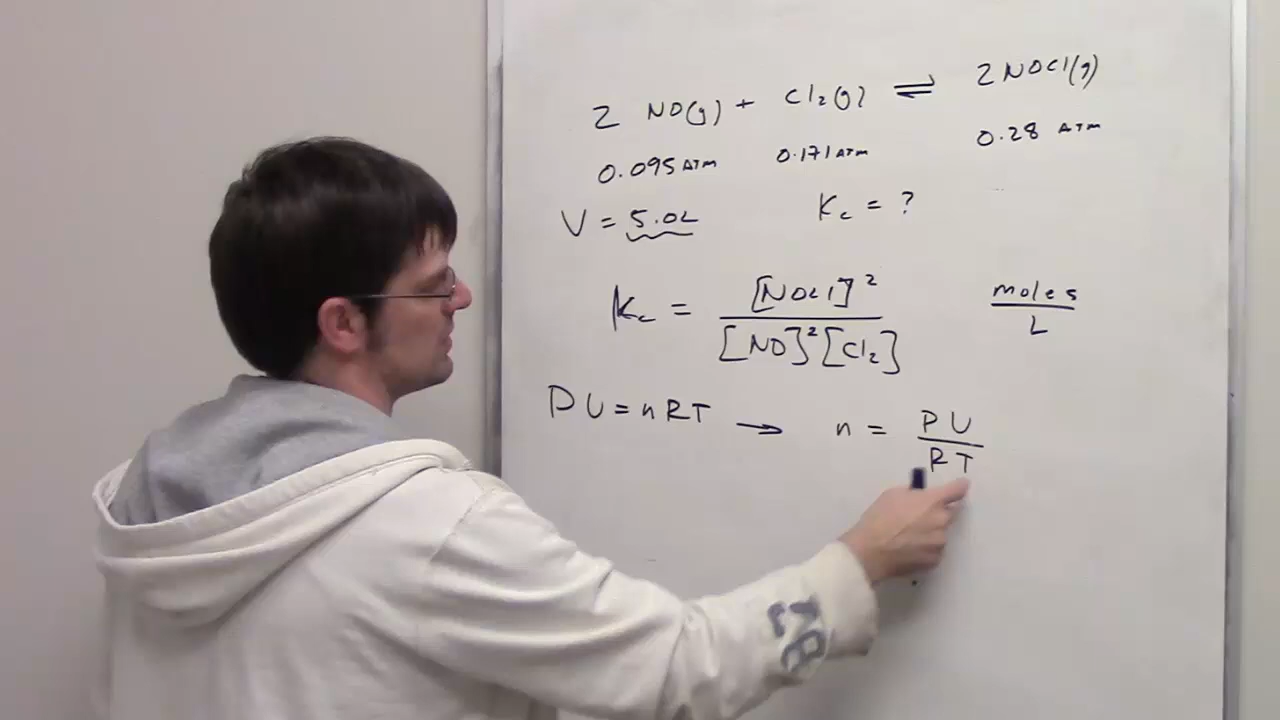 2 NO(g) + Cl₂(g) ⇌ 2 NOCl(g)
0.095 ATM 0.171 ATM 0.28 ATM
V = 5.0L Kc = ?
Kc = [NOCl]² / [NO]²[Cl₂] moles / L
PV = nRT → n = PV / RT